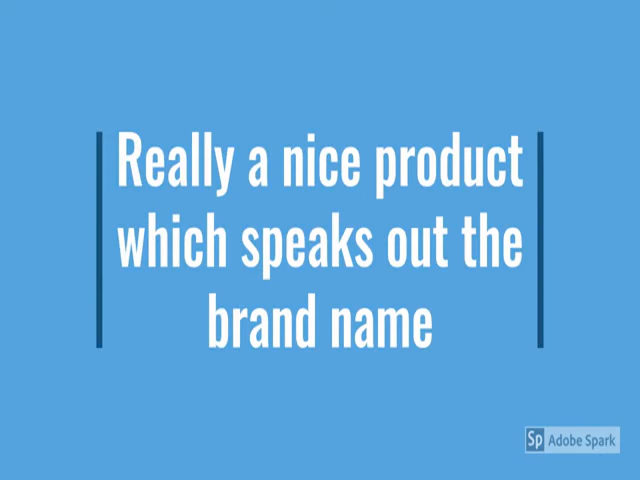 Really a nice product
which speaks out the
brand name
Sp Adobe Spark